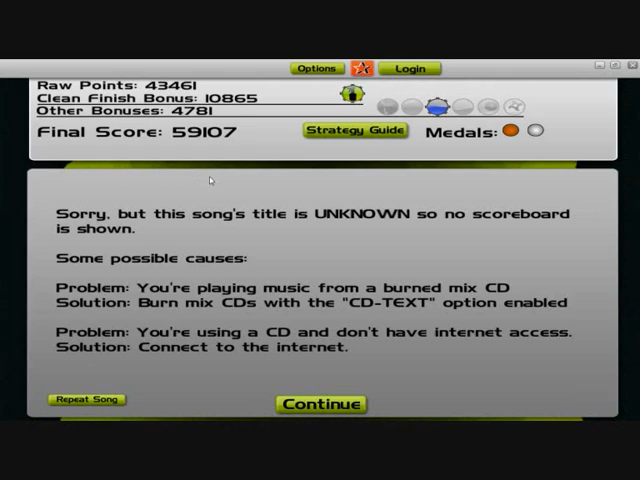 Options
Login
Raw Points: 43461
Clean Finish Bonus: 10865
Other Bonuses: 4781
Final Score: 59107
Strategy Guide
Medals:
Sorry, but this song's title is UNKNOWN so no scoreboard
is shown.
Some possible causes:
Problem: You're playing music from a burned mix CD
Solution: Burn mix CDs with the "CD-TEXT" option enabled
Problem: You're using a CD and don't have internet access.
Solution: Connect to the internet.
Repeat Song
Continue